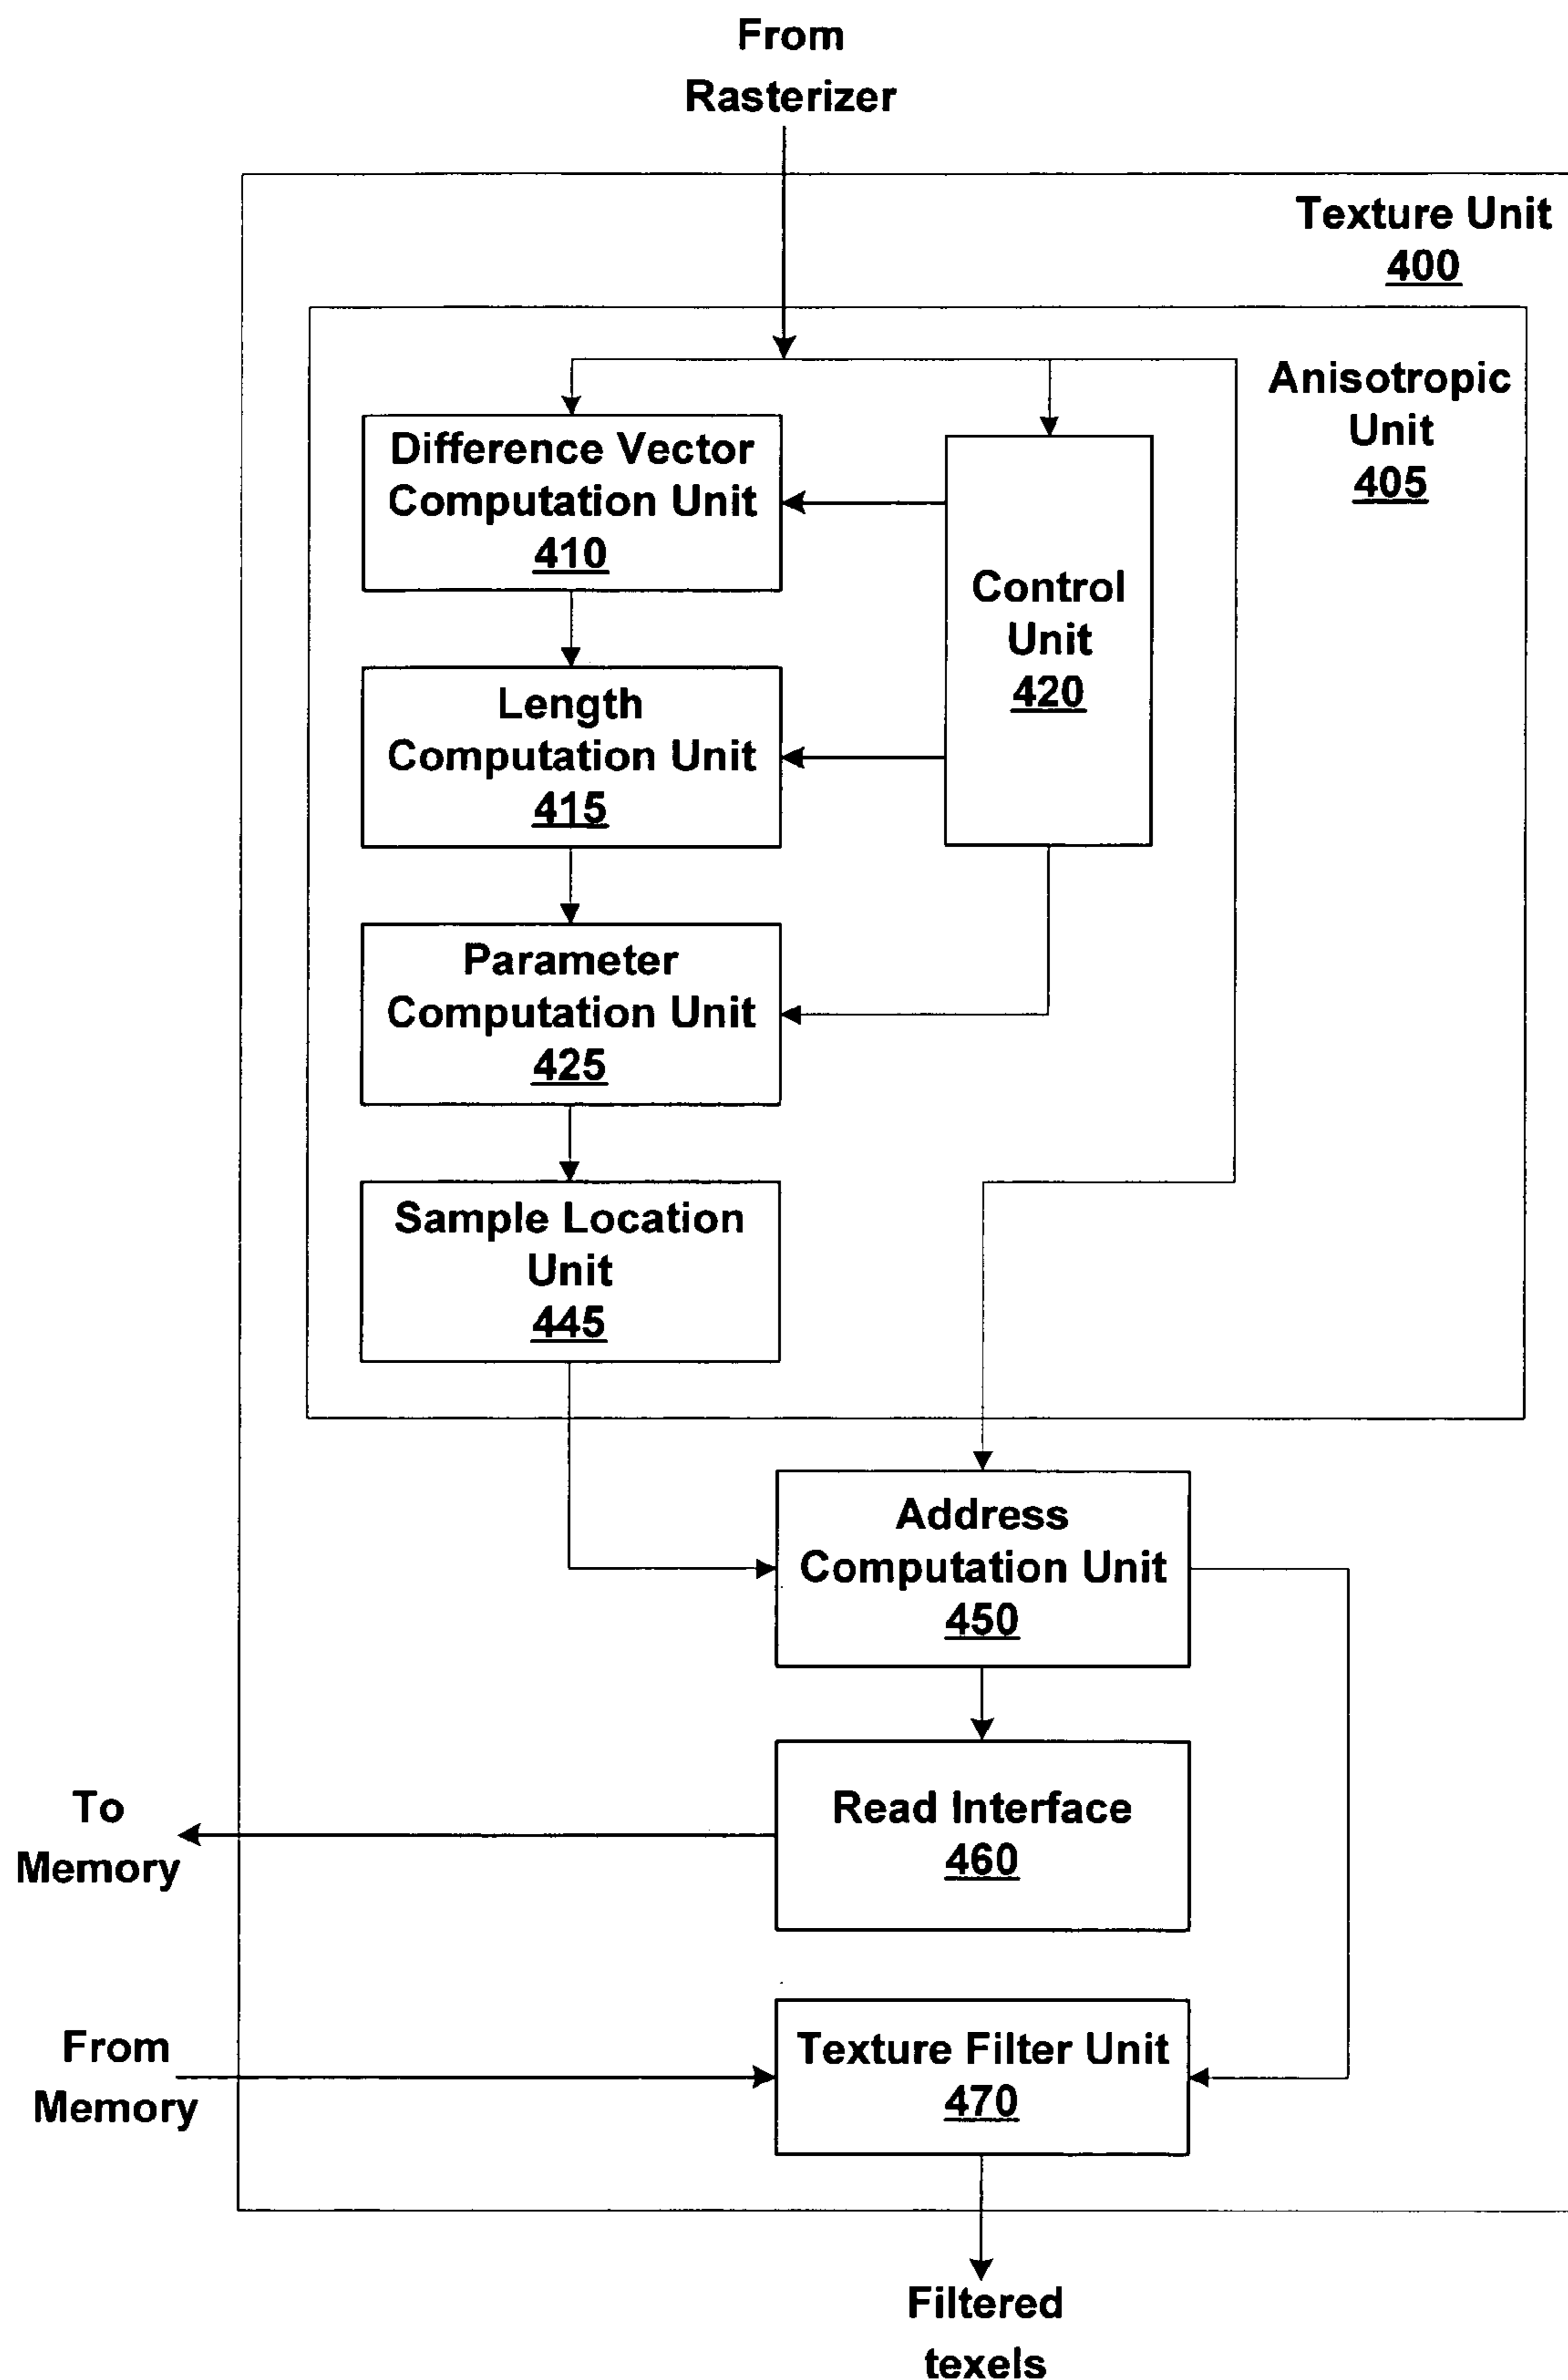 From
Rasterizer
Texture Unit
400
Anisotropic
Unit
405
Difference Vector
Computation Unit
410
Control
Unit
420
Length
Computation Unit
415
Parameter
Computation Unit
425
Sample Location
Unit
445
Address
Computation Unit
450
To
Memory
Read Interface
460
From
Memory
Texture Filter Unit
470
Filtered
texels